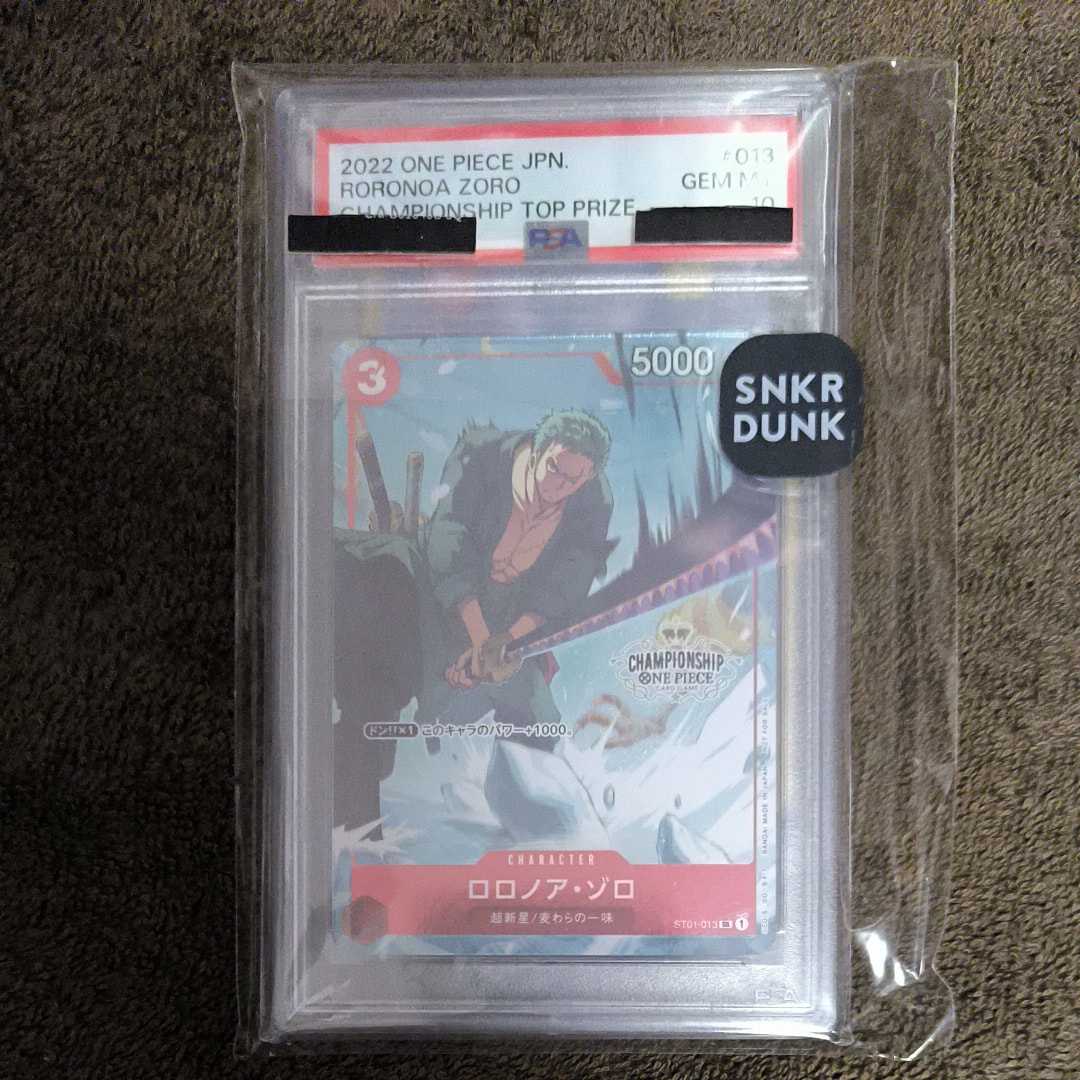 2022 ONE PIECE JPN.
#013
RORONOA ZORO
GEM MT
CHAMPIONSHIP TOP PRIZE
10
PSA
3
5000
SNKR
DUNK
CHAMPIONSHIP
ONE PIECE
CARD GAME
ドン!!×1 このキャラのパワー+1000。
CHARACTER
ロロノア・ゾロ
超新星/麦わらの一味
ST01-013 SR 1